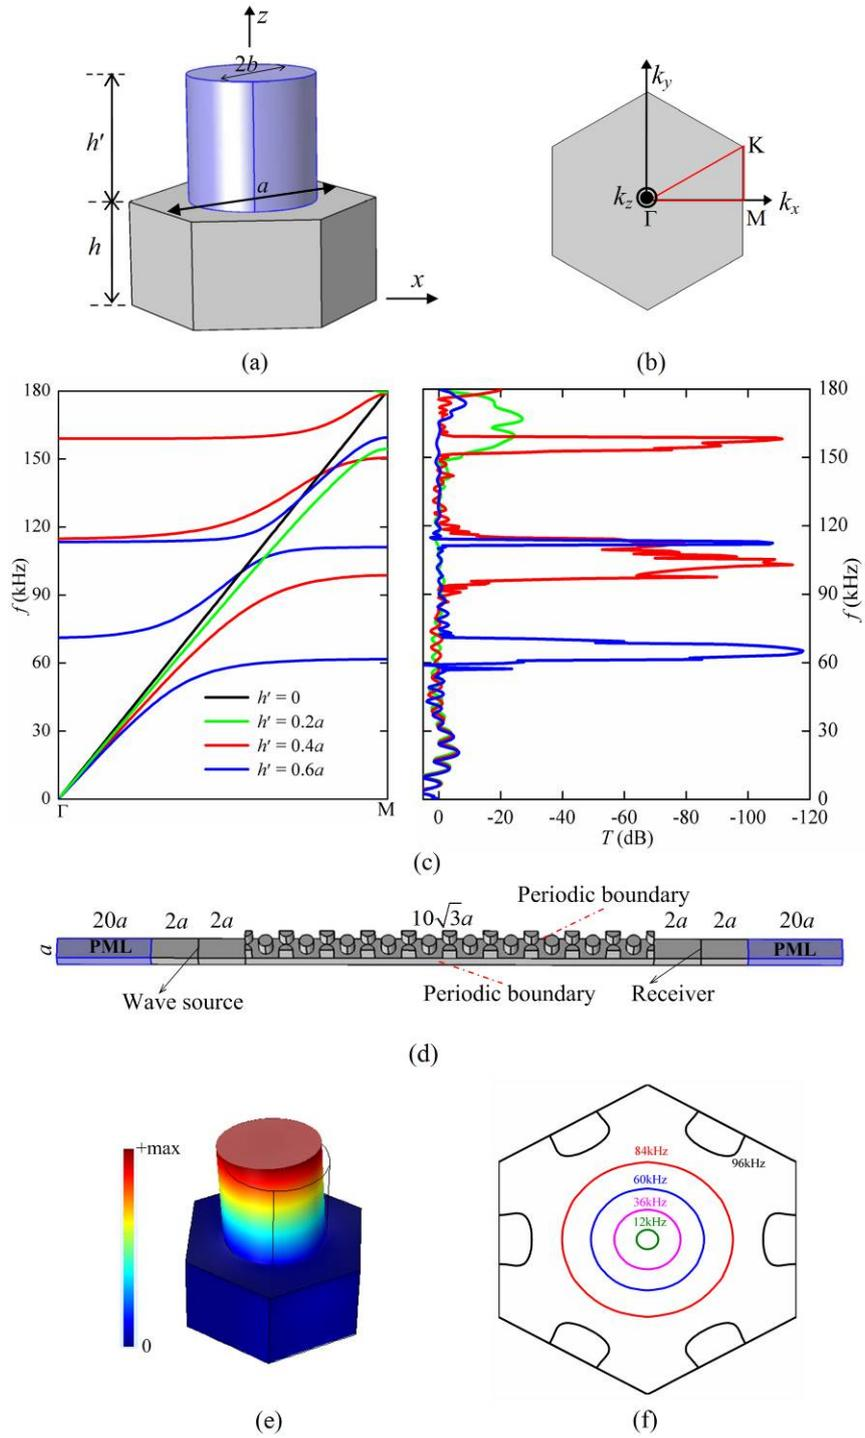 z
2b
h′
a
h
x
(a)
k_y
K
k_z
Γ
M
k_x
(b)
180
150
120
90
60
30
0
f (kHz)
Γ
M
h′ = 0
h′ = 0.2a
h′ = 0.4a
h′ = 0.6a
180
150
120
90
60
30
0
f (kHz)
0 -20 -40 -60 -80 -100 -120
T (dB)
(c)
Periodic boundary
20a 2a 2a 10√3a 2a 2a 20a
a
PML
PML
Wave source
Periodic boundary
Receiver
(d)
+max
0
(e)
84kHz
96kHz
60kHz
36kHz
12kHz
(f)